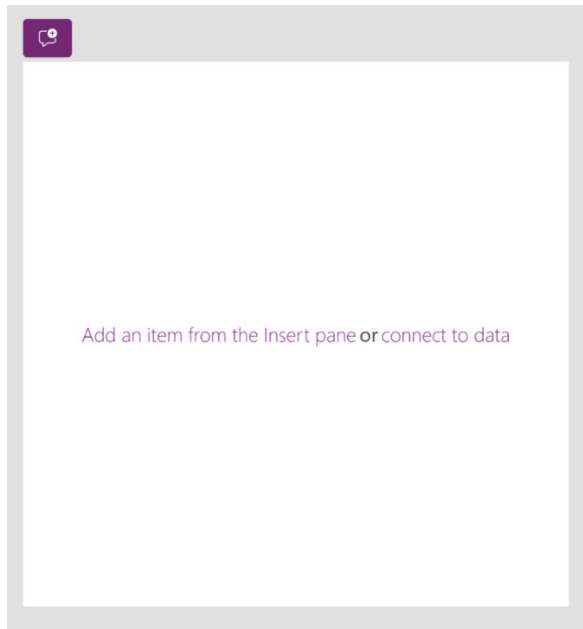 Add an item from the Insert pane or connect to data